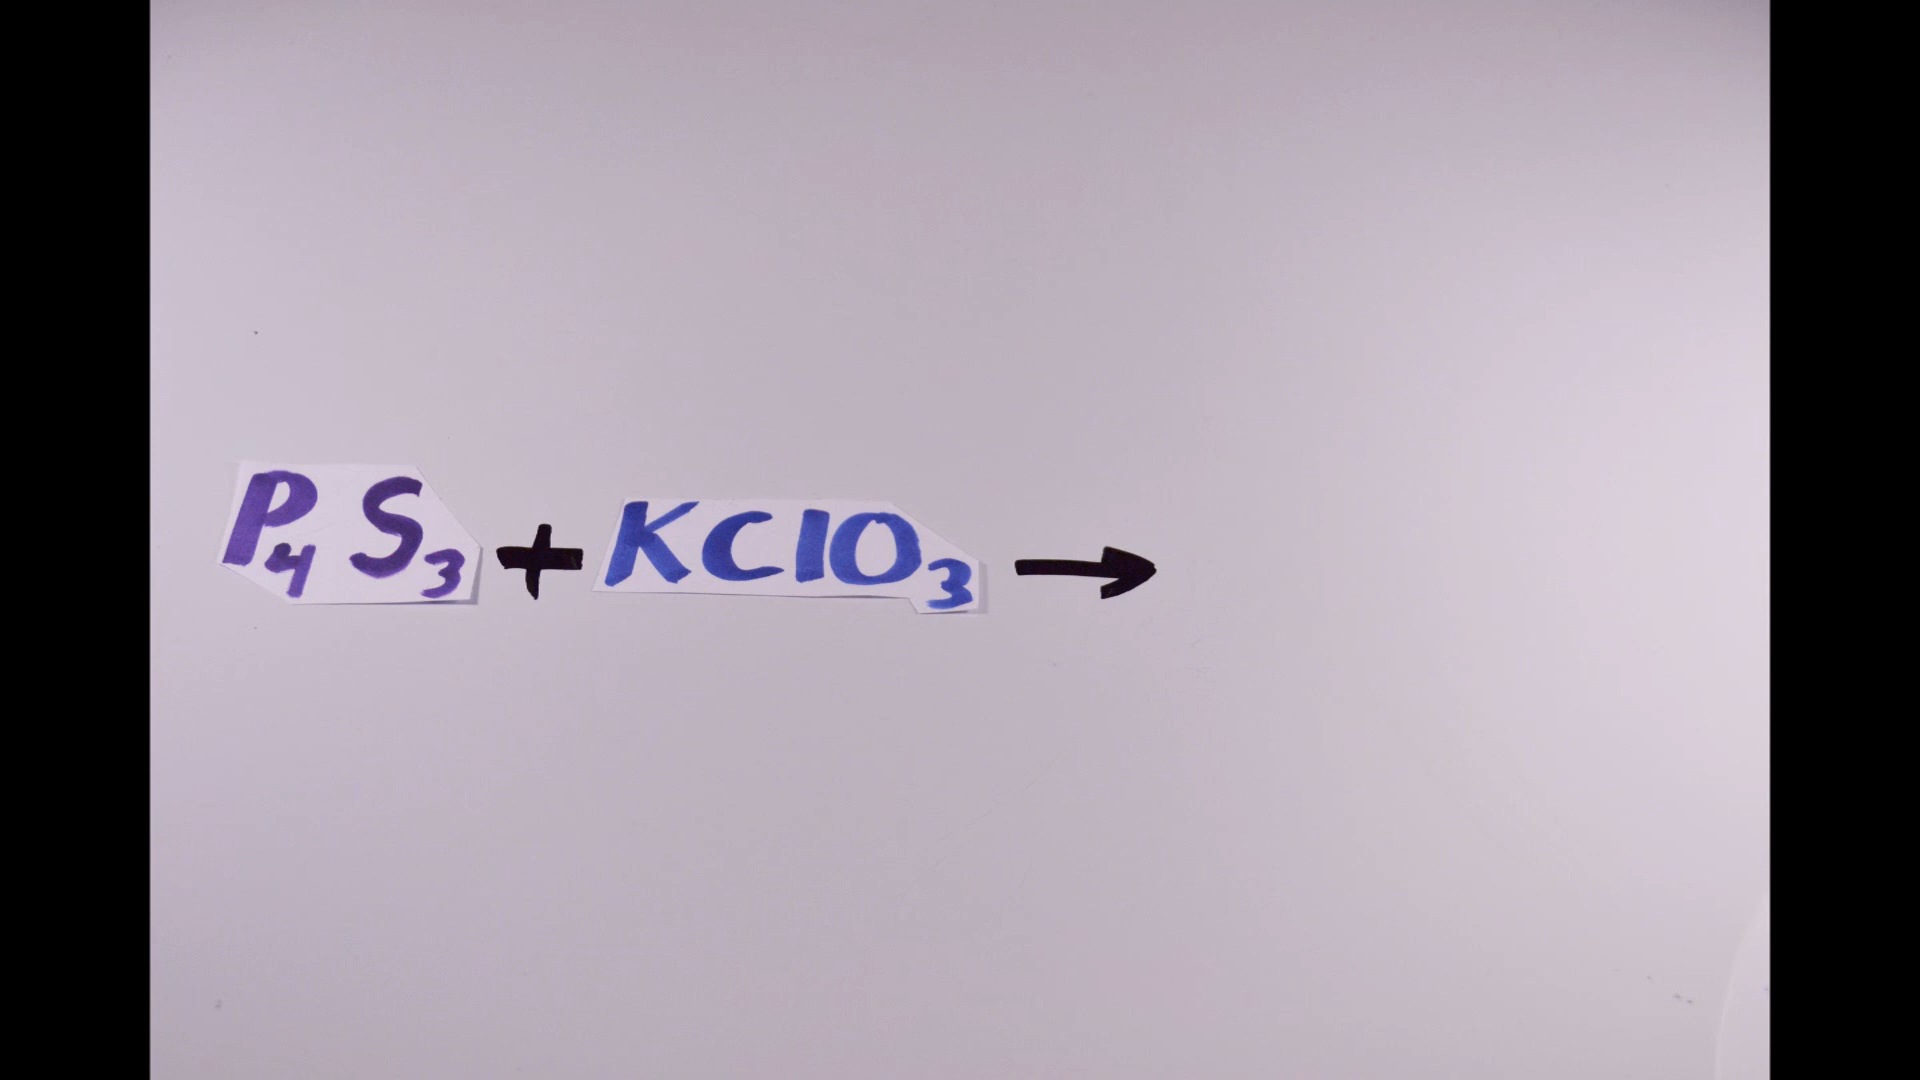 P₄S₃ + KClO₃ →